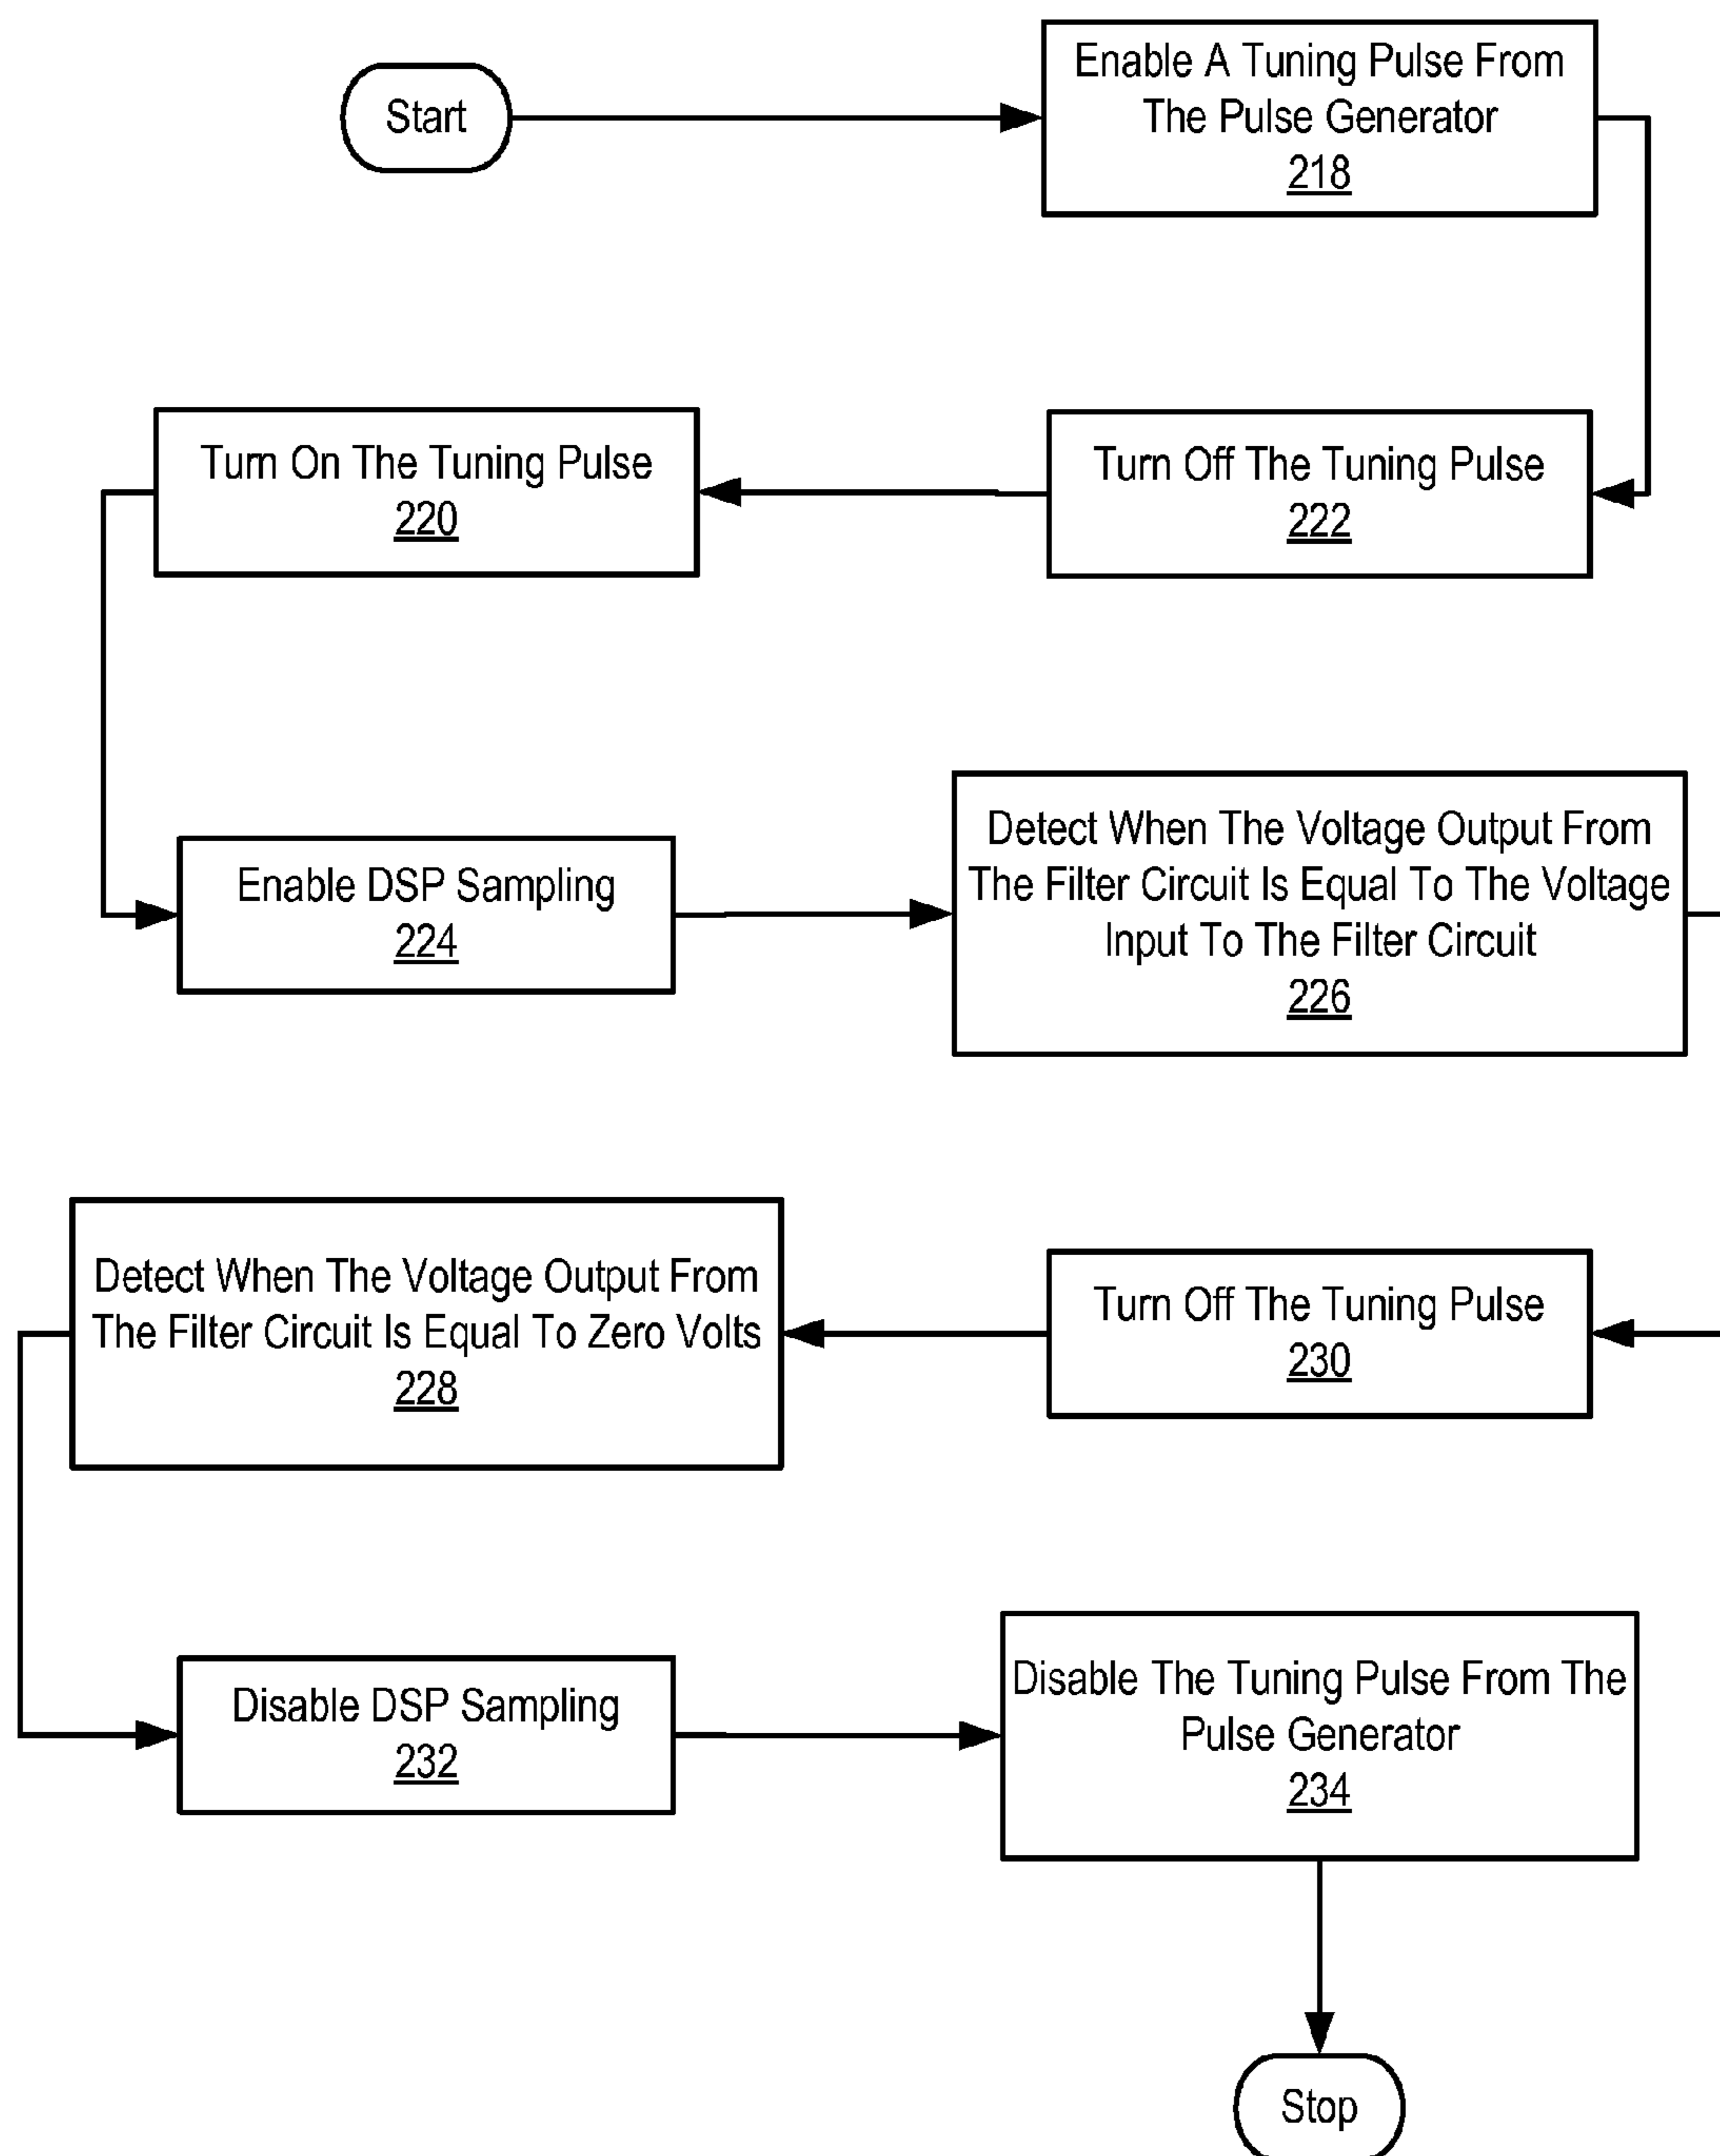 Start
Enable A Tuning Pulse From
The Pulse Generator
218
Turn Off The Tuning Pulse
222
Turn On The Tuning Pulse
220
Enable DSP Sampling
224
Detect When The Voltage Output From
The Filter Circuit Is Equal To The Voltage
Input To The Filter Circuit
226
Turn Off The Tuning Pulse
230
Detect When The Voltage Output From
The Filter Circuit Is Equal To Zero Volts
228
Disable DSP Sampling
232
Disable The Tuning Pulse From The
Pulse Generator
234
Stop